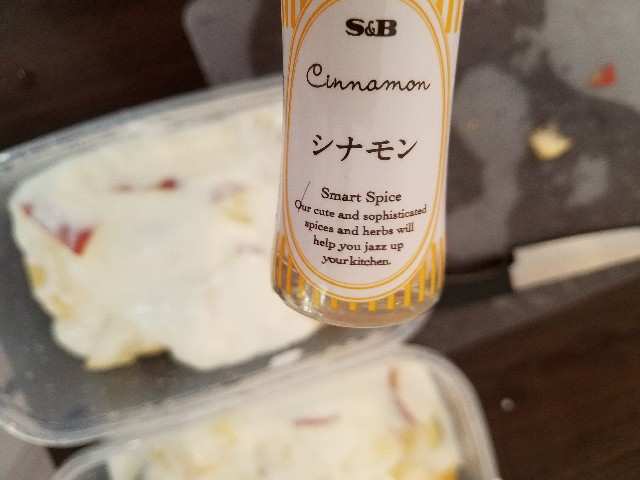 S&B
Cinnamon
シナモン
Smart Spice
Our cute and sophisticated
spices and herbs will
help you jazz up
your kitchen.